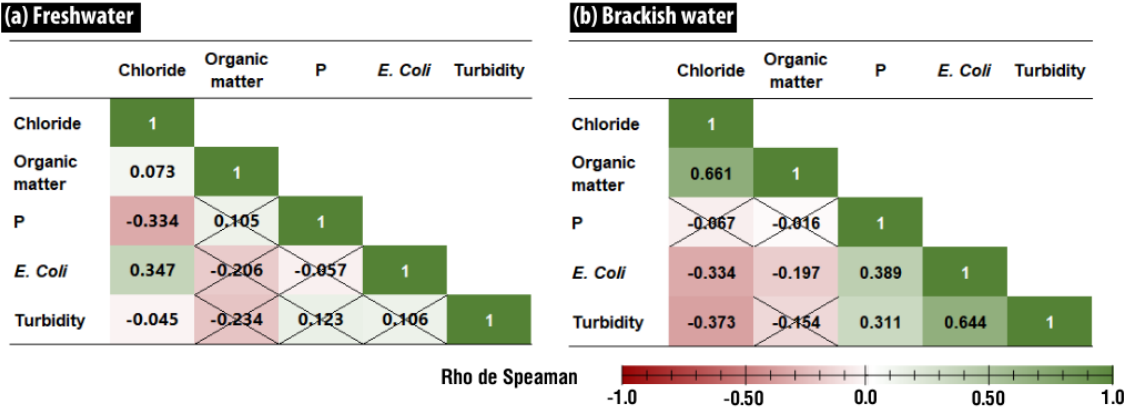 (a) Freshwater
Chloride Organic matter P E. Coli Turbidity
Chloride 1
Organic matter 0.073 1
P -0.334 0.105 1
E. Coli 0.347 -0.206 -0.057 1
Turbidity -0.045 -0.234 0.123 0.106 1
(b) Brackish water
Chloride Organic matter P E. Coli Turbidity
Chloride 1
Organic matter 0.661 1
P -0.067 -0.016 1
E. Coli -0.334 -0.197 0.389 1
Turbidity -0.373 -0.154 0.311 0.644 1
Rho de Speaman
-1.0 -0.50 0.0 0.50 1.0